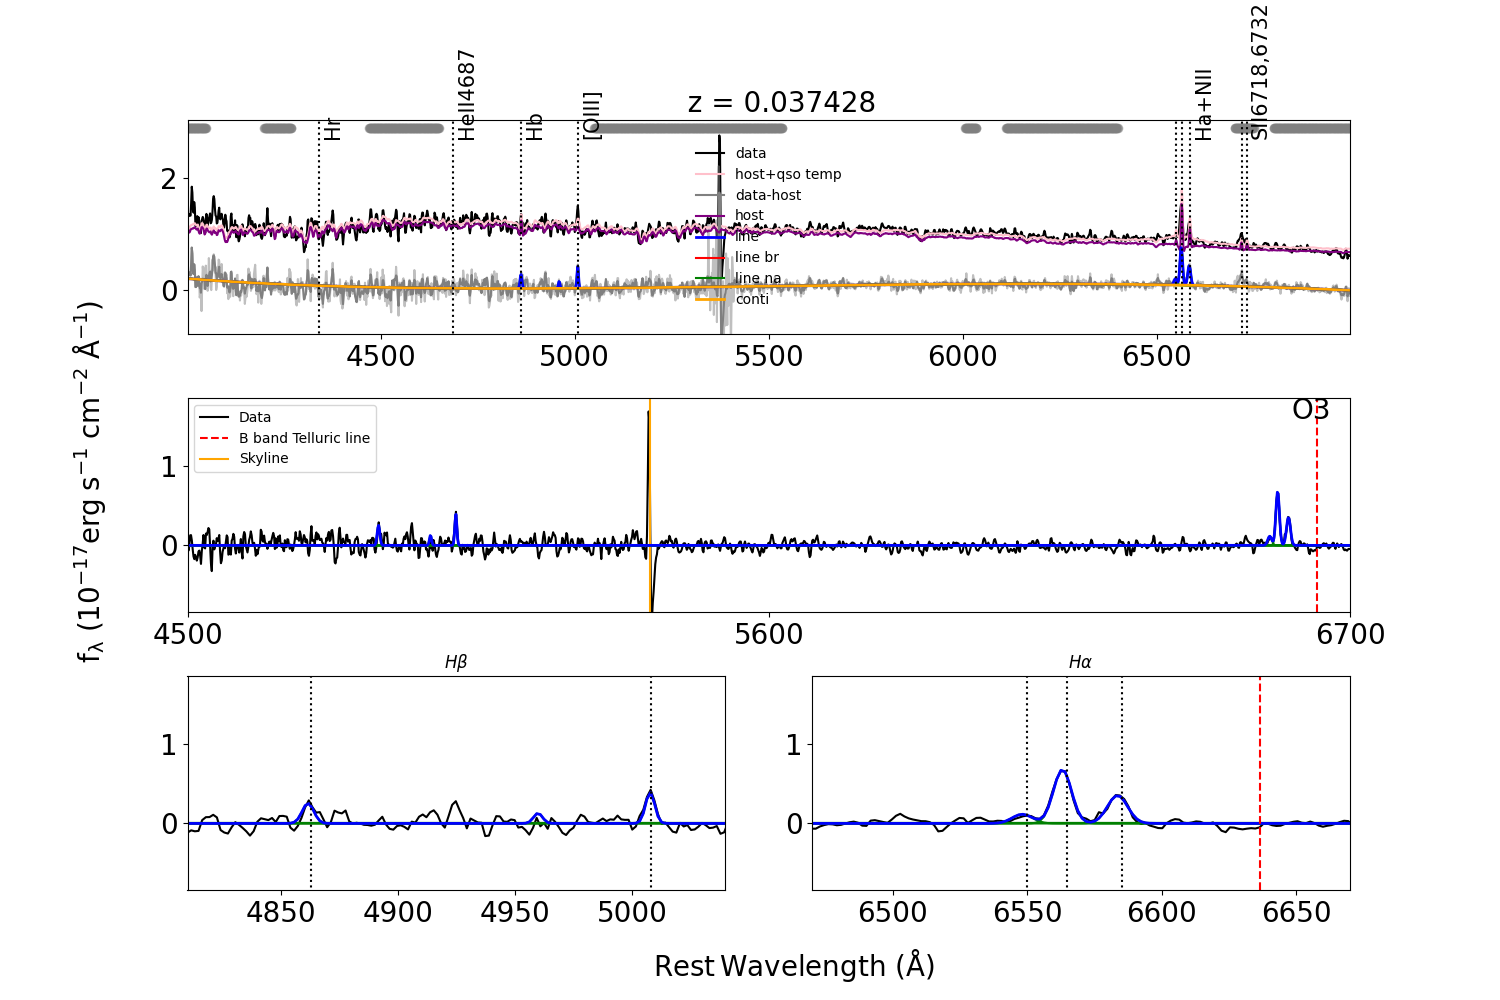 z = 0.037428
Hr
HeII4687
Hb
[OIII]
Ha+NII
SII6718,6732
data
host+qso temp
data-host
host
line
line br
line na
conti
2
0
4500 5000 5500 6000 6500
O3
Data
B band Telluric line
Skyline
1
0
4500 5600 6700
fλ (10⁻¹⁷erg s⁻¹ cm⁻² Å⁻¹)
Hβ
1
0
4850 4900 4950 5000
Hα
1
0
6500 6550 6600 6650
Rest Wavelength (Å)